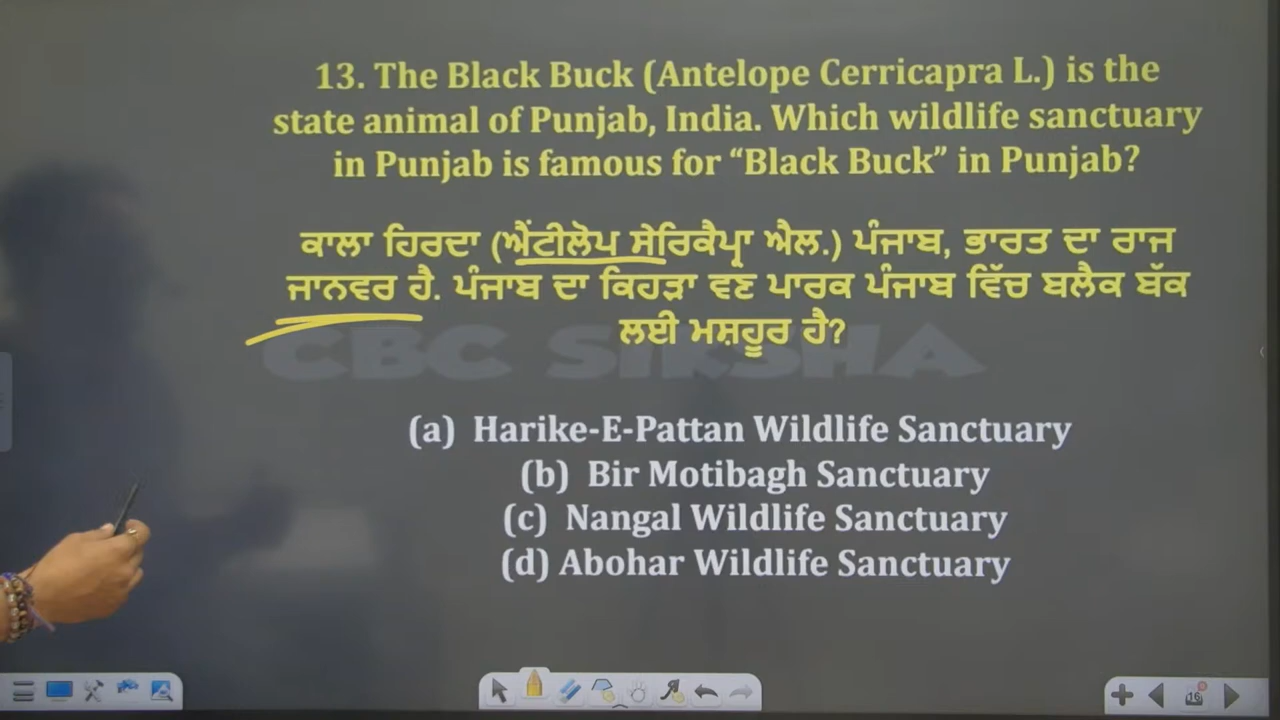 13. The Black Buck (Antelope Cerricapra L.) is the
state animal of Punjab, India. Which wildlife sanctuary
in Punjab is famous for “Black Buck” in Punjab?
ਕਾਲਾ ਹਿਰਦਾ (ਐਂਟੀਲੋਪ ਸੇਰਿਕੈਪ੍ਰਾ ਐਲ.) ਪੰਜਾਬ, ਭਾਰਤ ਦਾ ਰਾਜ
ਜਾਨਵਰ ਹੈ. ਪੰਜਾਬ ਦਾ ਕਿਹੜਾ ਵਣ ਪਾਰਕ ਪੰਜਾਬ ਵਿੱਚ ਬਲੈਕ ਬੱਕ
ਲਈ ਮਸ਼ਹੂਰ ਹੈ?
CBC SIKSHA
(a) Harike-E-Pattan Wildlife Sanctuary
(b) Bir Motibagh Sanctuary
(c) Nangal Wildlife Sanctuary
(d) Abohar Wildlife Sanctuary
16